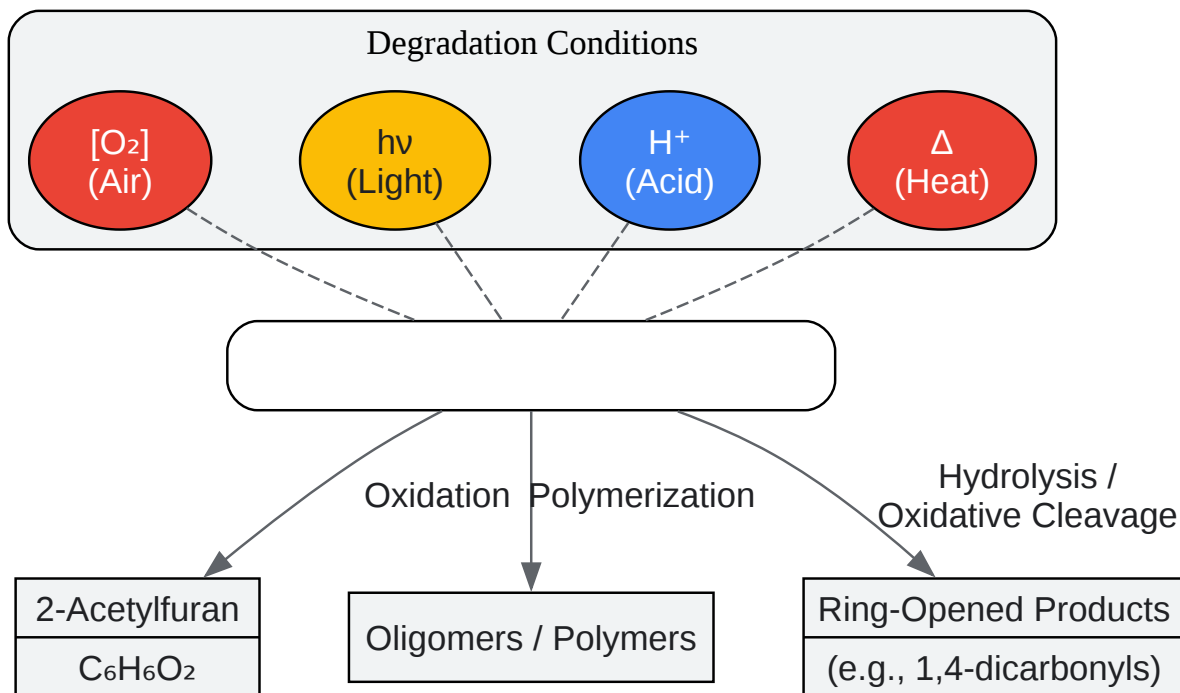 Degradation Conditions
[O₂]
(Air)
hν
(Light)
H⁺
(Acid)
Δ
(Heat)
Oxidation
Polymerization
Hydrolysis /
Oxidative Cleavage
2-Acetylfuran
C₆H₆O₂
Oligomers / Polymers
Ring-Opened Products
(e.g., 1,4-dicarbonyls)